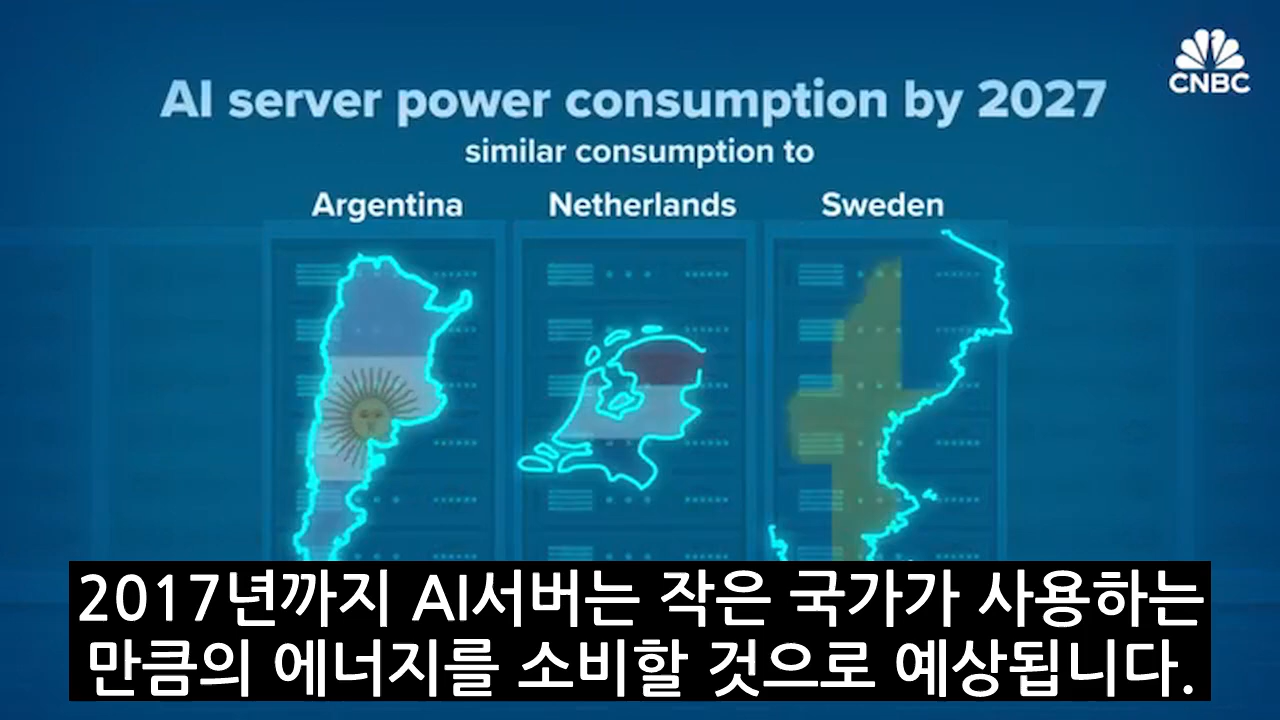 CNBC
AI server power consumption by 2027
similar consumption to
Argentina Netherlands Sweden
2017년까지 AI서버는 작은 국가가 사용하는
만큼의 에너지를 소비할 것으로 예상됩니다.